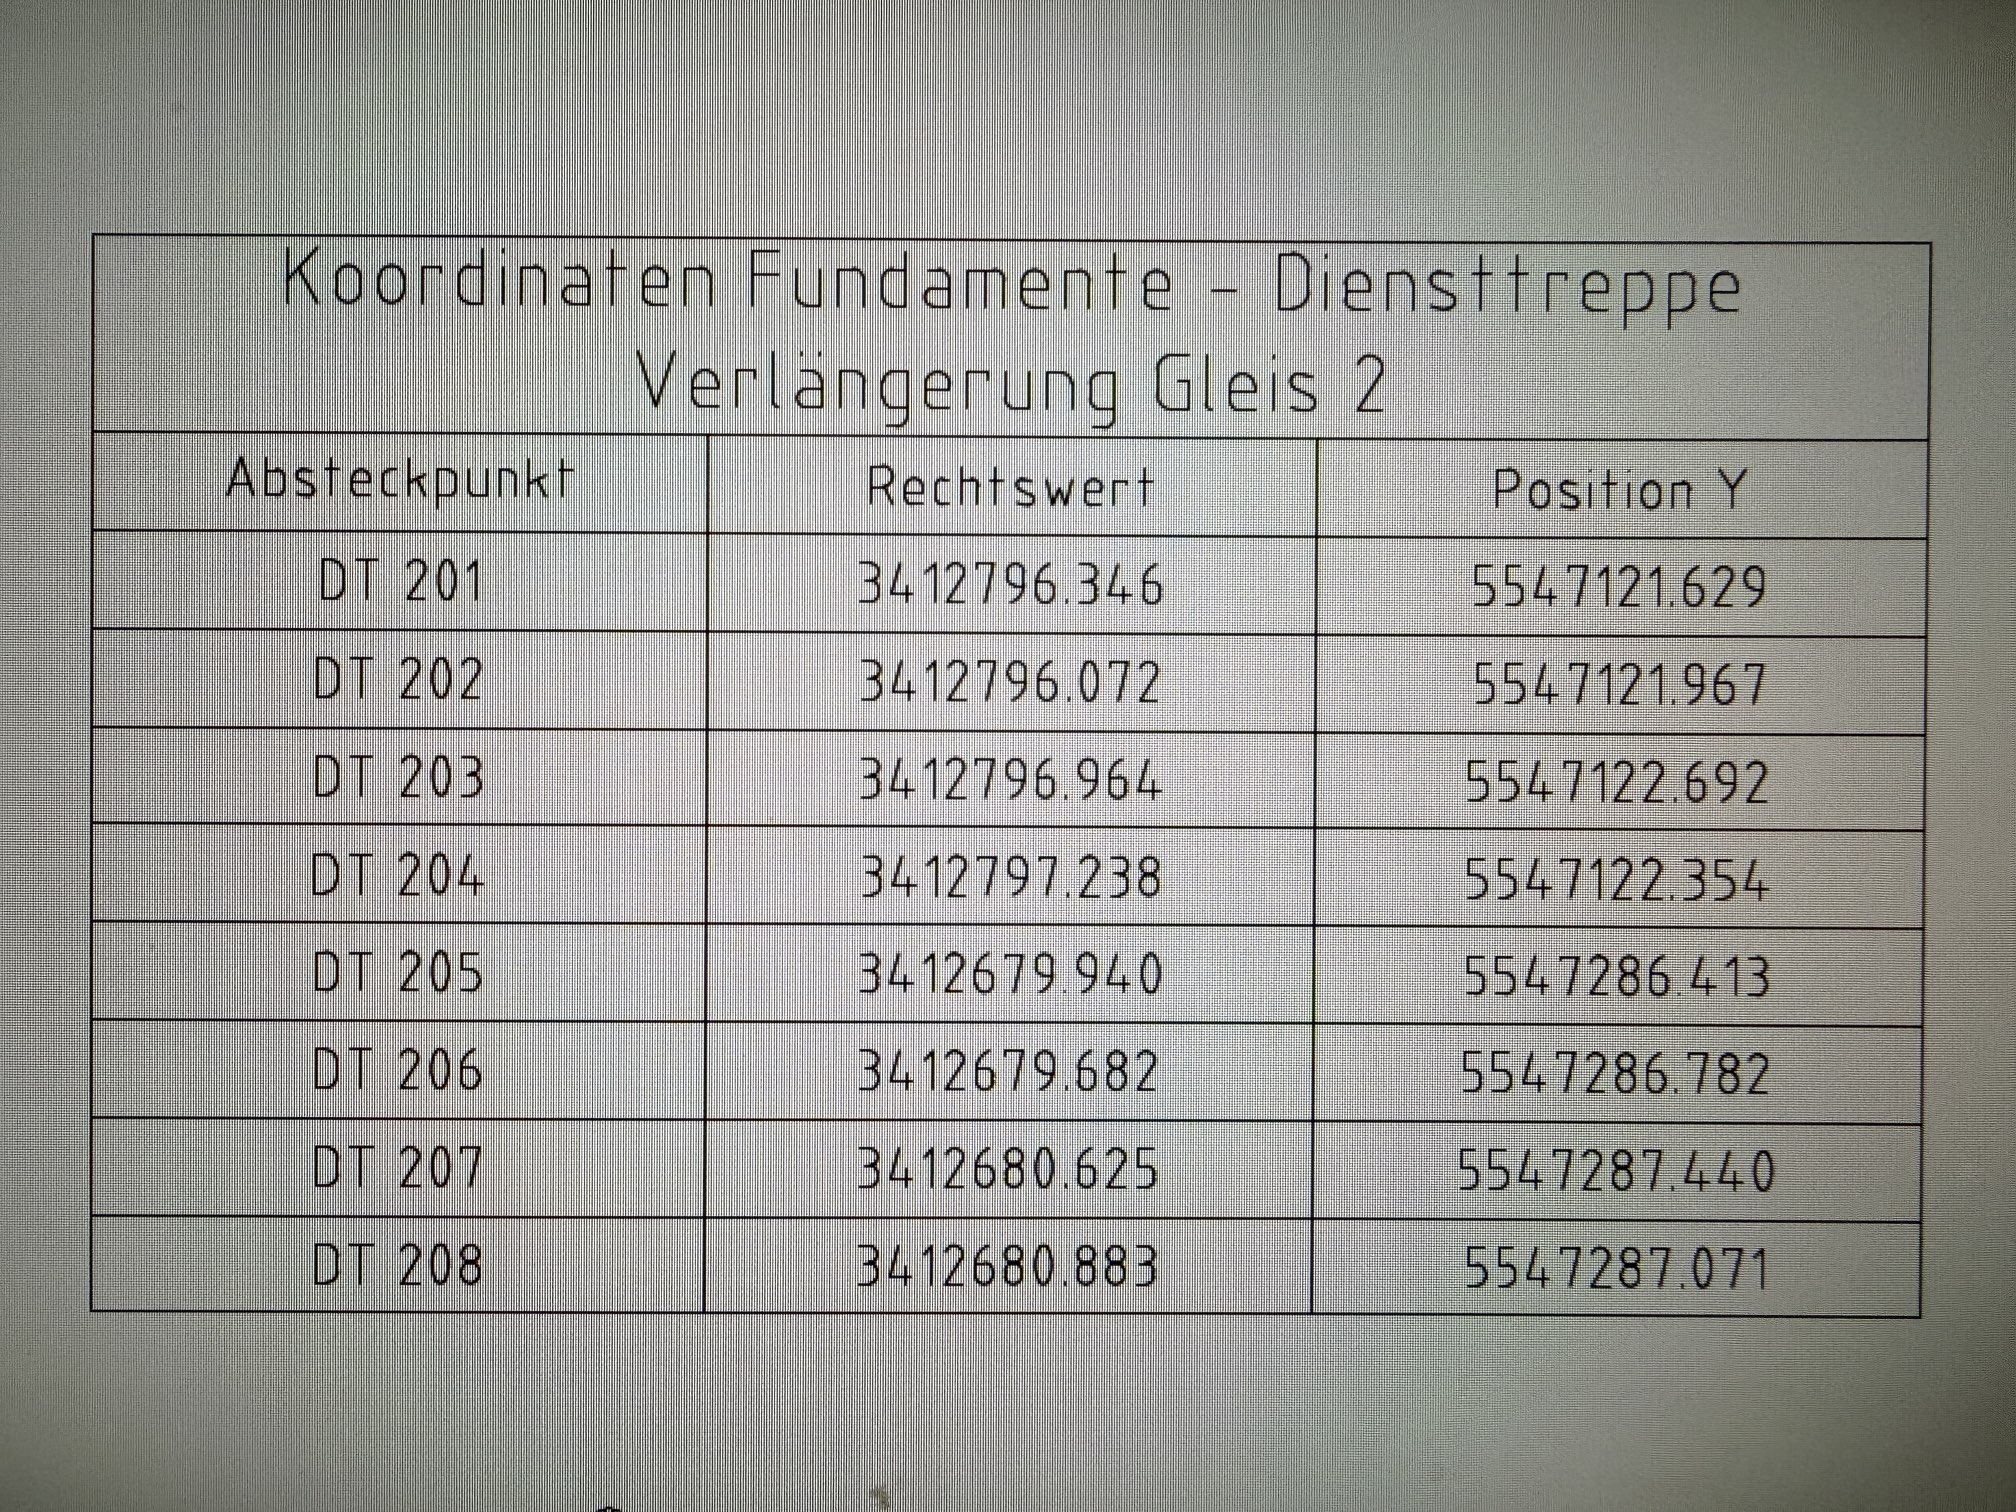 Koordinaten Fundamente - Diensttreppe
Verlängerung Gleis 2
Absteckpunkt Rechtswert Position Y
DT 201 3412796.346 5547121.629
DT 202 3412796.072 5547121.967
DT 203 3412796.964 5547122.692
DT 204 3412797.238 5547122.354
DT 205 3412679.940 5547286.413
DT 206 3412679.682 5547286.782
DT 207 3412680.625 5547287.440
DT 208 3412680.883 5547287.071